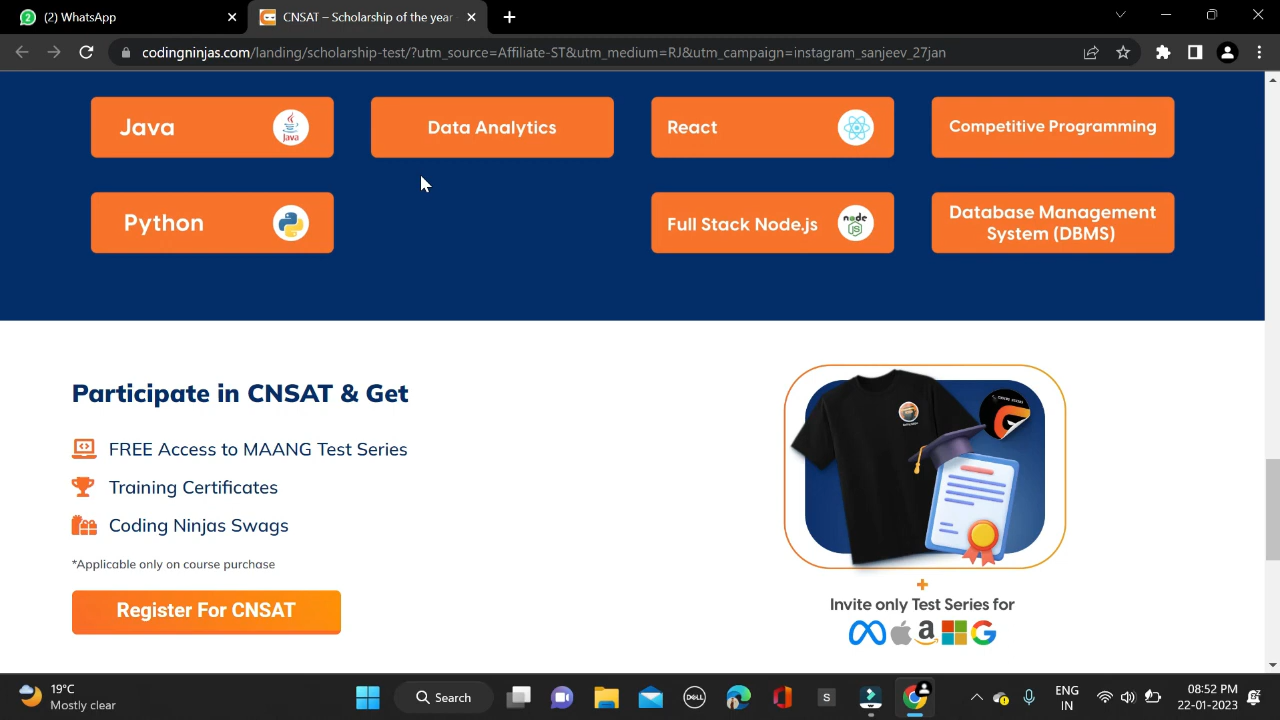 (2) WhatsApp
CNSAT – Scholarship of the year
codingninjas.com/landing/scholarship-test/?utm_source=Affiliate-ST&utm_medium=RJ&utm_campaign=instagram_sanjeev_27jan
Java
Java
Data Analytics
React
Competitive Programming
Python
Full Stack Node.js
node
Database Management
System (DBMS)
Participate in CNSAT & Get
FREE Access to MAANG Test Series
Training Certificates
Coding Ninjas Swags
*Applicable only on course purchase
Register For CNSAT
+
Invite only Test Series for
19°C
Mostly clear
Search
DELL
S
ENG
IN
08:52 PM
22-01-2023